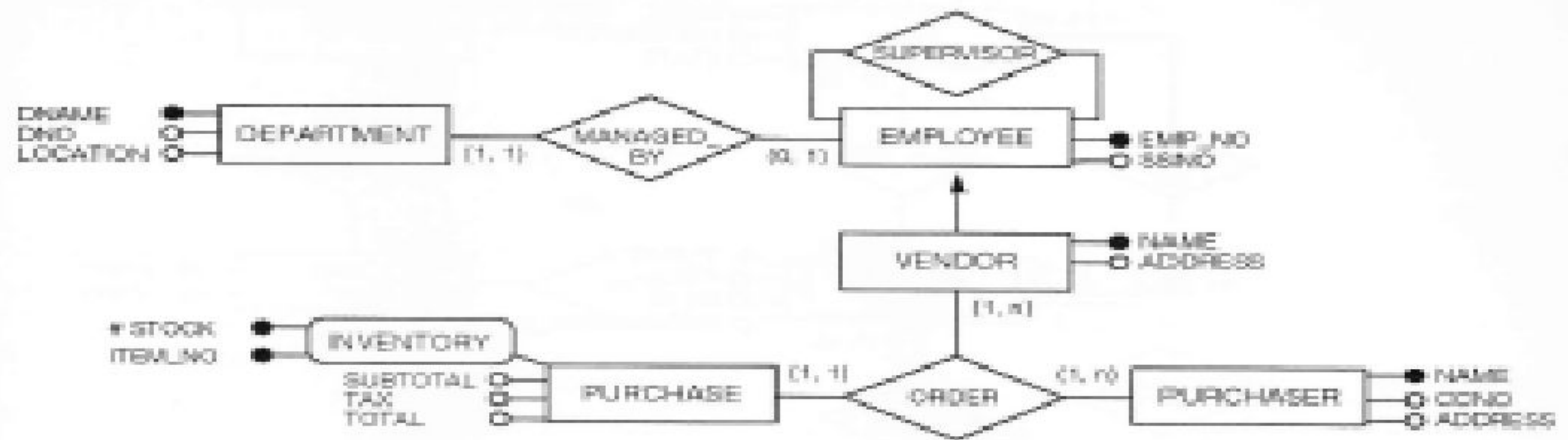 SUPERVISOR
DNAME
DNO
LOCATION
DEPARTMENT
(1, 1)
MANAGED_
BY
(0, 1)
EMPLOYEE
EMP_NO
SSNO
VENDOR
NAME
ADDRESS
(1, n)
# STOCK
ITEM_NO
INVENTORY
SUBTOTAL
TAX
TOTAL
PURCHASE
(1, 1)
ORDER
(1, n)
PURCHASER
NAME
ADDRESS